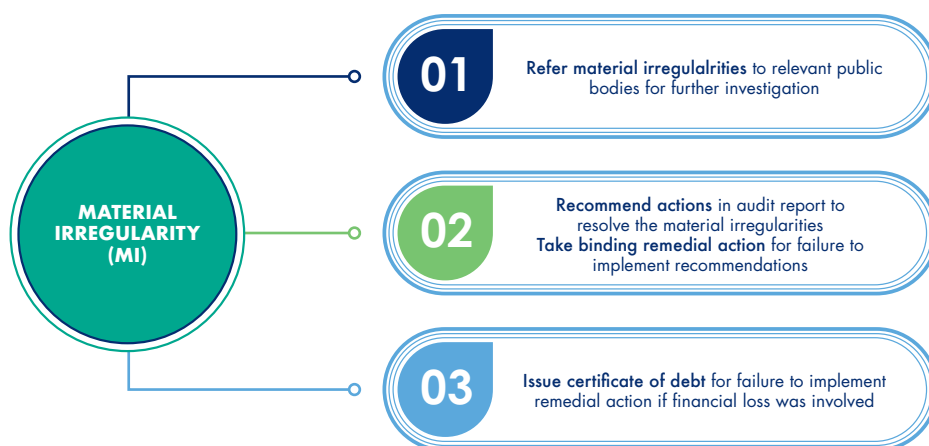 MATERIAL
IRREGULARITY
(MI)
01
Refer material irregulalrities to relevant public
bodies for further investigation
02
Recommend actions in audit report to
resolve the material irregularities
Take binding remedial action for failure to
implement recommendations
03
Issue certificate of debt for failure to implement
remedial action if financial loss was involved